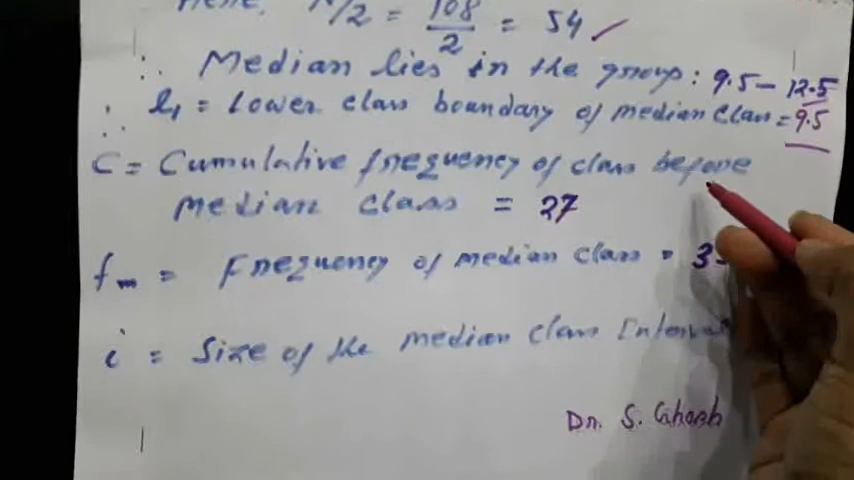 N/2 = 108/2 = 54 ✓
∴ Median lies in the group: 9.5 - 12.5
∴ l₁ = Lower class boundary of median class = 9.5
C = Cumulative frequency of class before
median class = 27
fm = Frequency of median class = 3
i = Size of the median class Interval
Dr. S. Ghosh